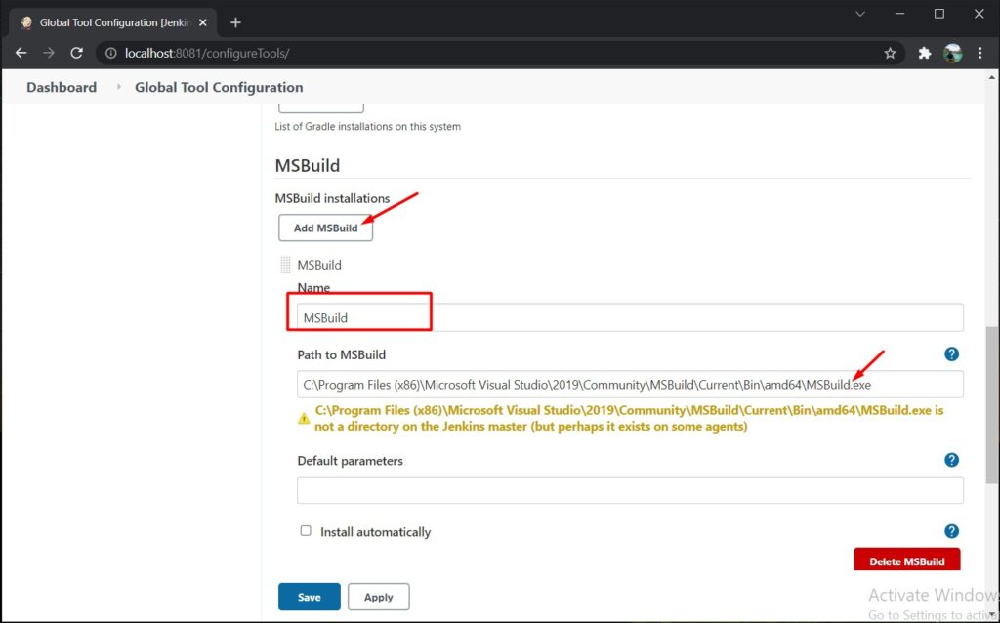 Global Tool Configuration [Jenkin
localhost:8081/configureTools/
Dashboard
Global Tool Configuration
List of Gradle installations on this system
MSBuild
MSBuild installations
Add MSBuild
MSBuild
Name
MSBuild
Path to MSBuild
C:\Program Files (x86)\Microsoft Visual Studio\2019\Community\MSBuild\Current\Bin\amd64\MSBuild.exe
C:\Program Files (x86)\Microsoft Visual Studio\2019\Community\MSBuild\Current\Bin\amd64\MSBuild.exe is
not a directory on the Jenkins master (but perhaps it exists on some agents)
Default parameters
Install automatically
Delete MSBuild
Save
Apply
Activate Windows
Go to Settings to activa